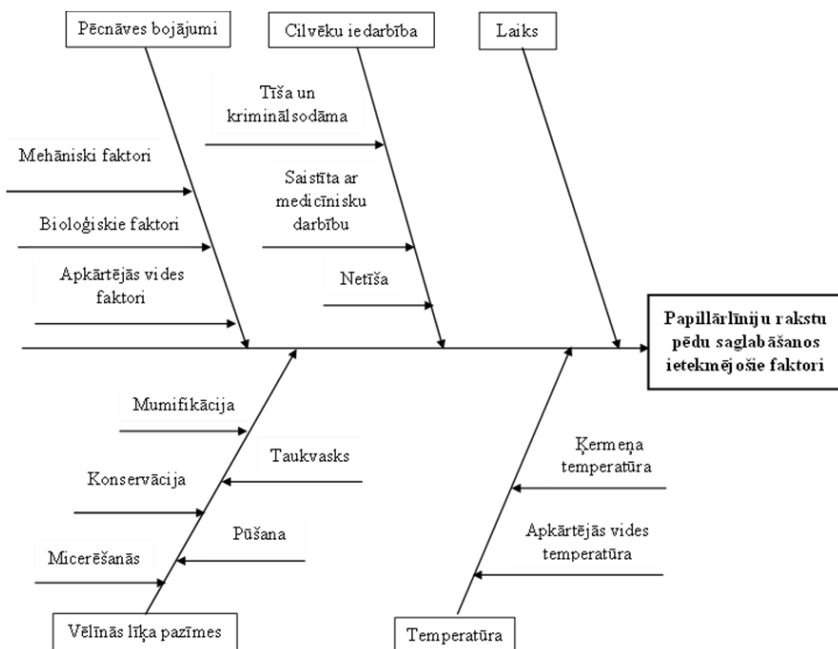 Pēcnāves bojājumi
Cilvēku iedarbība
Laiks
Tīša un
kriminālsodāma
Mehāniski faktori
Saistīta ar
medicīnisku
darbību
Bioloģiskie faktori
Apkārtējās vides
faktori
Netīša
Papillārlīniju rakstu
pēdu saglabāšanos
ietekmējošie faktori
Mumifikācija
Taukvasks
Ķermeņa
temperatūra
Konservācija
Pūšana
Apkārtējās vides
temperatūra
Micerēšanās
Vēlīnās līķa pazīmes
Temperatūra